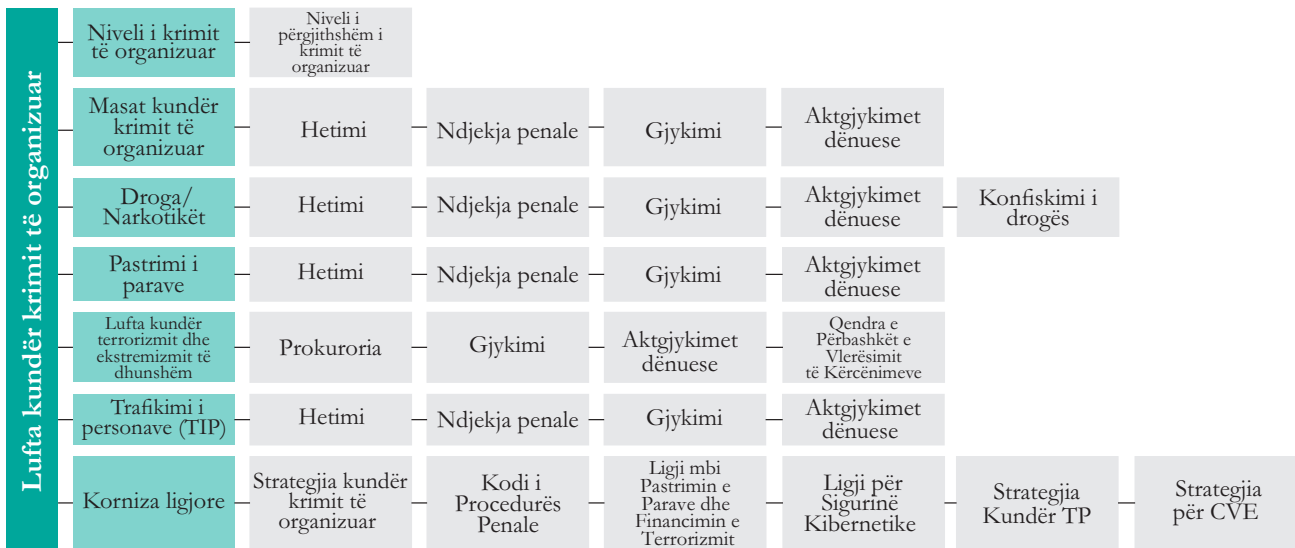 Lufta kundër krimit të organizuar
Niveli i krimit
të organizuar
Niveli i
përgjithshëm i
krimit të
organizuar
Masat kundër
krimit të
organizuar
Hetimi
Ndjekja penale
Gjykimi
Aktgjykimet
dënuese
Droga/
Narkotikët
Hetimi
Ndjekja penale
Gjykimi
Aktgjykimet
dënuese
Konfiskimi i
drogës
Pastrimi i
parave
Hetimi
Ndjekja penale
Gjykimi
Aktgjykimet
dënuese
Lufta kundër
terrorizmit dhe
ekstremizmit të
dhunshëm
Prokuroria
Gjykimi
Aktgjykimet
dënuese
Qendra e
Përbashkët e
Vlerësimit
të Kërcënimeve
Trafikimi i
personave (TIP)
Hetimi
Ndjekja penale
Gjykimi
Aktgjykimet
dënuese
Korniza ligjore
Strategjia kundër
krimit të
organizuar
Kodi i
Procedurës
Penale
Ligji mbi
Pastrimin e
Parave dhe
Financimin e
Terrorizmit
Ligji për
Sigurinë
Kibernetike
Strategjia
Kundër TP
Strategjia
për CVE